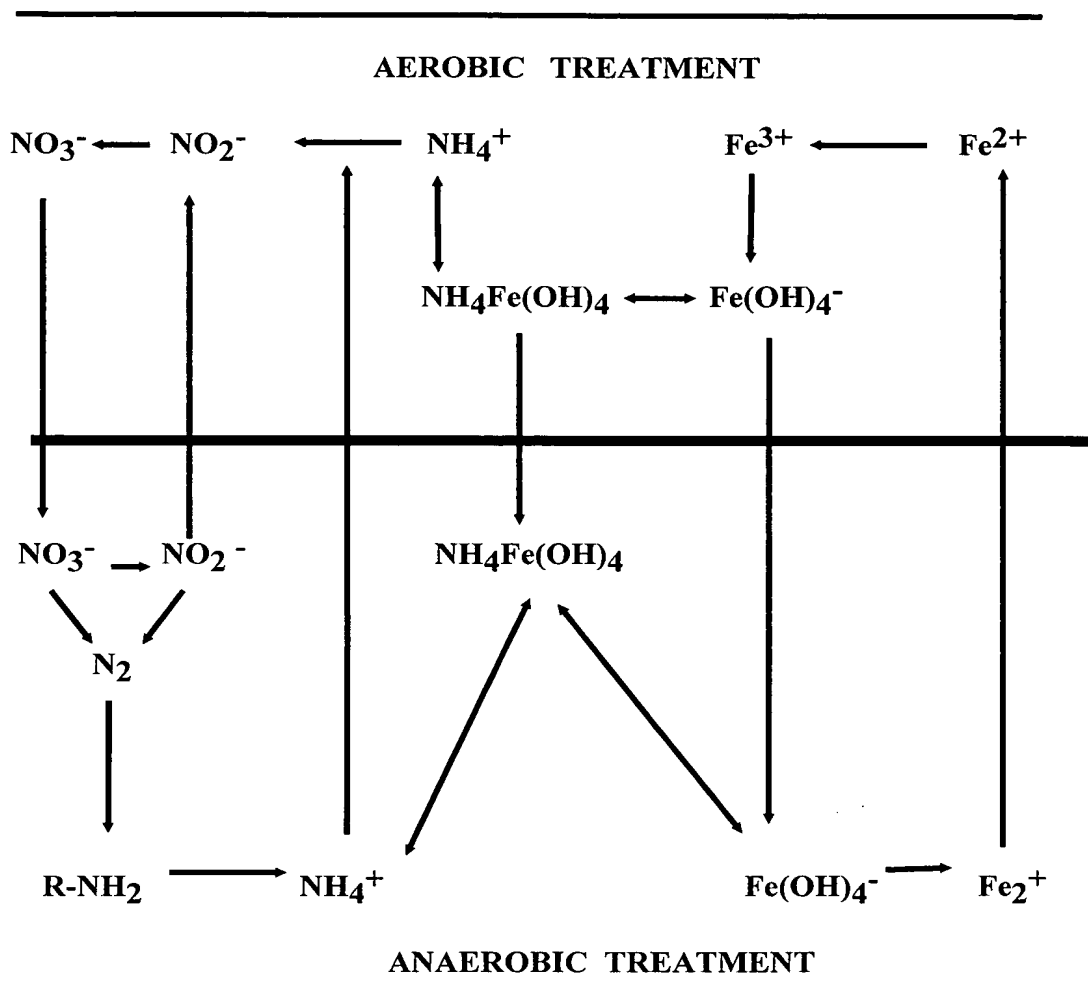 AEROBIC TREATMENT
NO₃⁻ NO₂⁻ NH₄⁺ Fe³⁺ Fe²⁺
NH₄Fe(OH)₄ Fe(OH)₄⁻
NO₃⁻ NO₂⁻ NH₄Fe(OH)₄
N₂
R-NH₂ NH₄⁺ Fe(OH)₄⁻ Fe₂⁺
ANAEROBIC TREATMENT